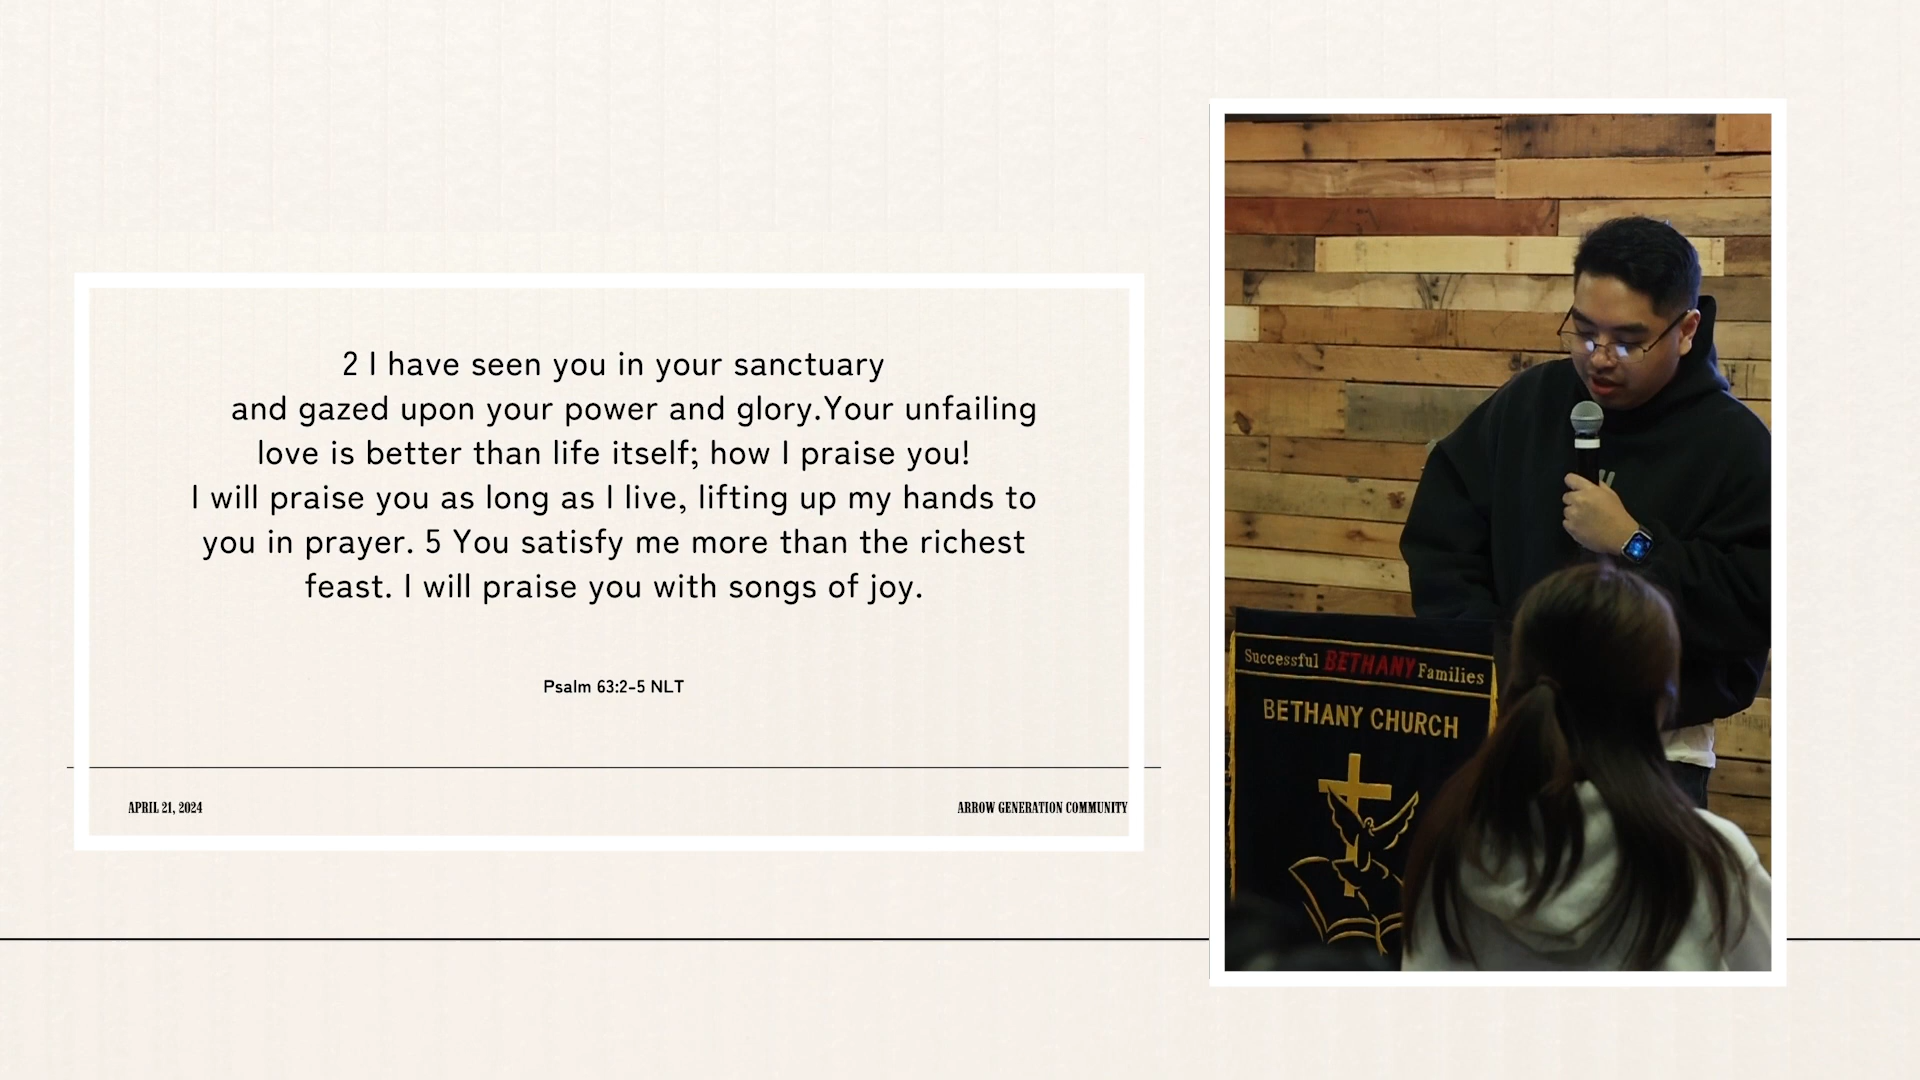 2 I have seen you in your sanctuary
and gazed upon your power and glory.Your unfailing
love is better than life itself; how I praise you!
I will praise you as long as I live, lifting up my hands to
you in prayer. 5 You satisfy me more than the richest
feast. I will praise you with songs of joy.
Psalm 63:2-5 NLT
APRIL 21, 2024
ARROW GENERATION COMMUNITY
Successful BETHANY Families
BETHANY CHURCH